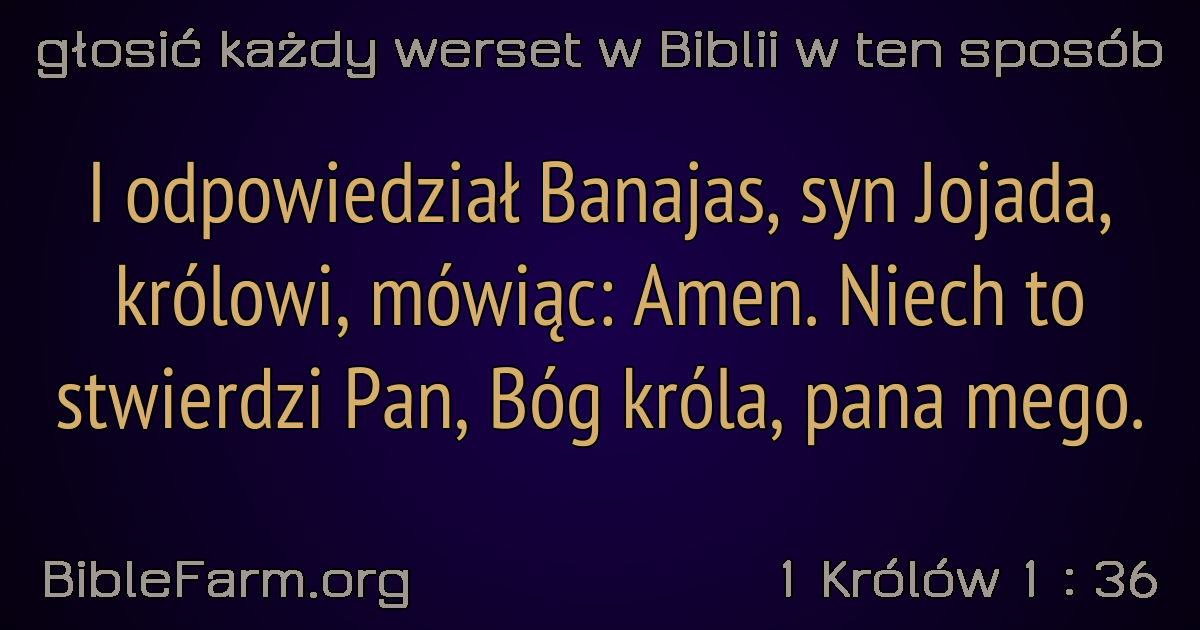 głosić każdy werset w Biblii w ten sposób
I odpowiedział Banajas, syn Jojada,
królowi, mówiąc: Amen. Niech to
stwierdzi Pan, Bóg króla, pana mego.
BibleFarm.org
1 Królów 1 : 36